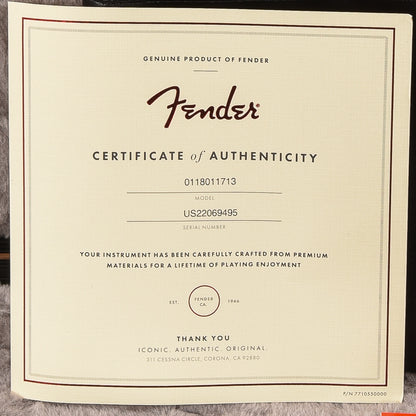 GENUINE PRODUCT OF FENDER
Fender
CERTIFICATE of AUTHENTICITY
0118011713
MODEL
US22069495
SERIAL NUMBER
YOUR INSTRUMENT HAS BEEN CAREFULLY CRAFTED FROM PREMIUM
MATERIALS FOR A LIFETIME OF PLAYING ENJOYMENT
EST. FENDER CA. 1946
THANK YOU
ICONIC. AUTHENTIC. ORIGINAL.
311 CESSNA CIRCLE, CORONA, CA 92880
P/N 7710550000